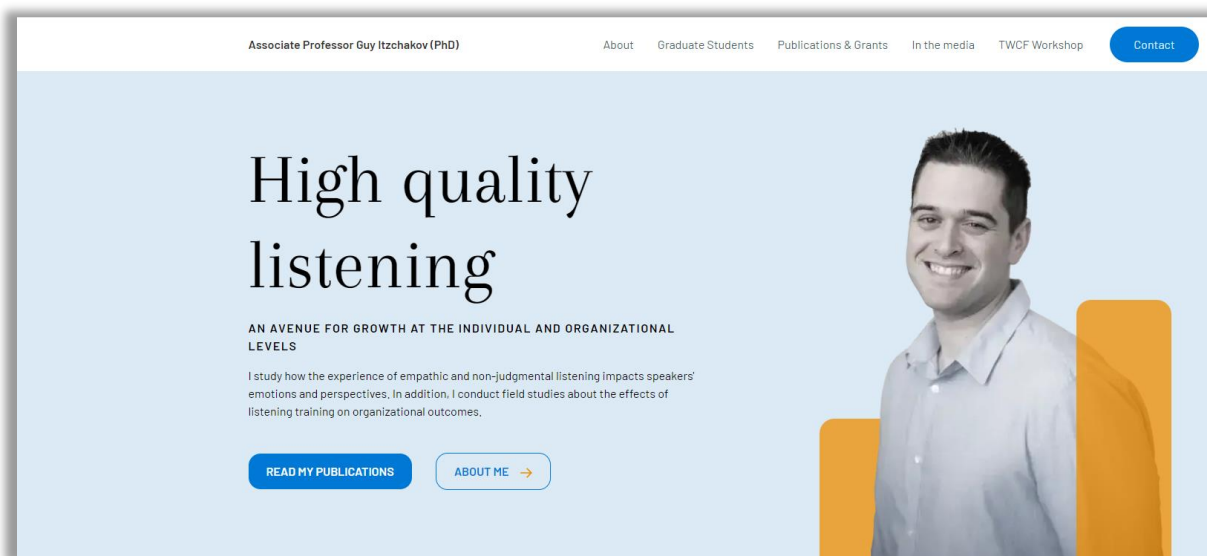 Associate Professor Guy Itzchakov (PhD)
About
Graduate Students
Publications & Grants
In the media
TWCF Workshop
Contact
High quality
listening
AN AVENUE FOR GROWTH AT THE INDIVIDUAL AND ORGANIZATIONAL
LEVELS
I study how the experience of empathic and non-judgmental listening impacts speakers'
emotions and perspectives. In addition, I conduct field studies about the effects of
listening training on organizational outcomes.
READ MY PUBLICATIONS
ABOUT ME →